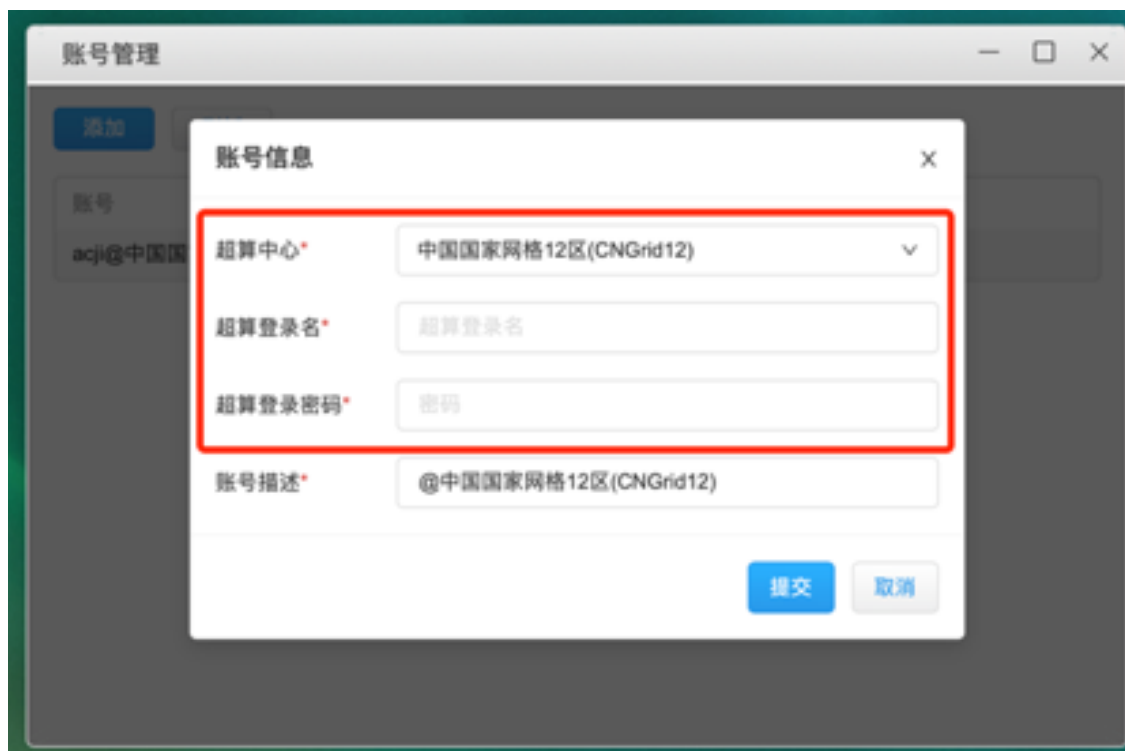 账号管理
添加
账号信息
账号
acji@中国国
超算中心*
中国国家网格12区(CNGrid12)
超算登录名*
超算登录名
超算登录密码*
密码
账号描述*
@中国国家网格12区(CNGrid12)
提交
取消